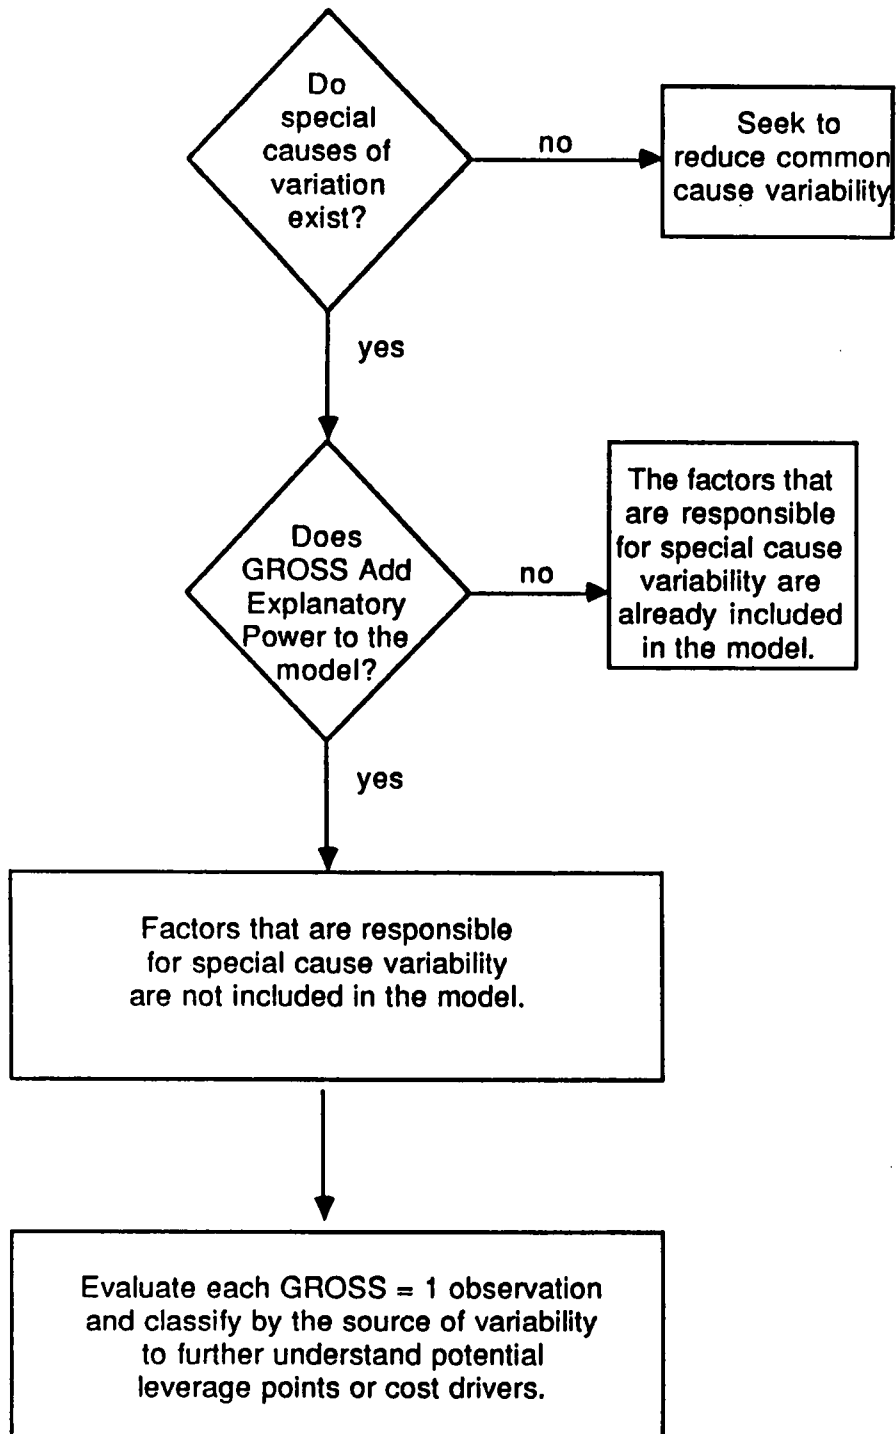 Do
special
causes of
variation
exist?
no
Seek to
reduce common
cause variability
yes
Does
GROSS Add
Explanatory
Power to the
model?
no
The factors that
are responsible
for special cause
variability are
already included
in the model.
yes
Factors that are responsible
for special cause variability
are not included in the model.
Evaluate each GROSS = 1 observation
and classify by the source of variability
to further understand potential
leverage points or cost drivers.